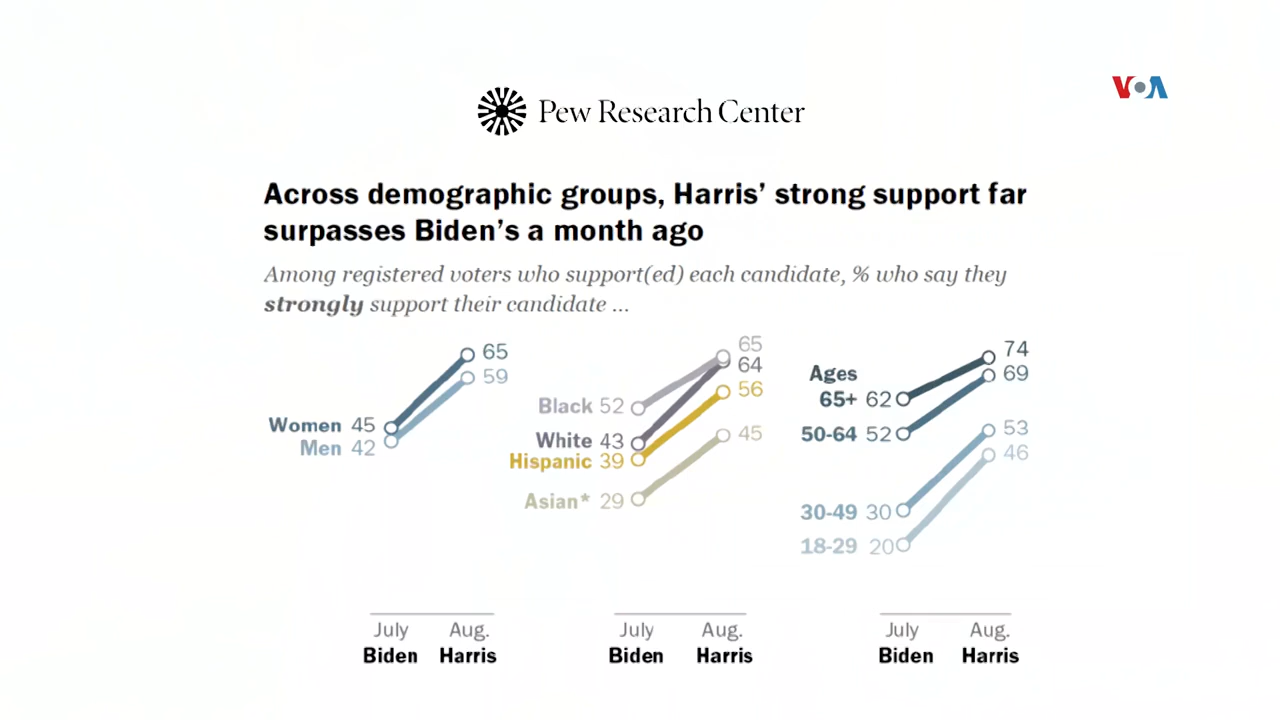 Pew Research Center
VOA
Across demographic groups, Harris' strong support far
surpasses Biden's a month ago
Among registered voters who support(ed) each candidate, % who say they
strongly support their candidate ...
65
59
Women 45
Men 42
July Aug.
Biden Harris
65
64
56
Black 52
45
White 43
Hispanic 39
Asian* 29
July Aug.
Biden Harris
74
Ages
69
65+ 62
50-64 52
53
46
30-49 30
18-29 20
July Aug.
Biden Harris